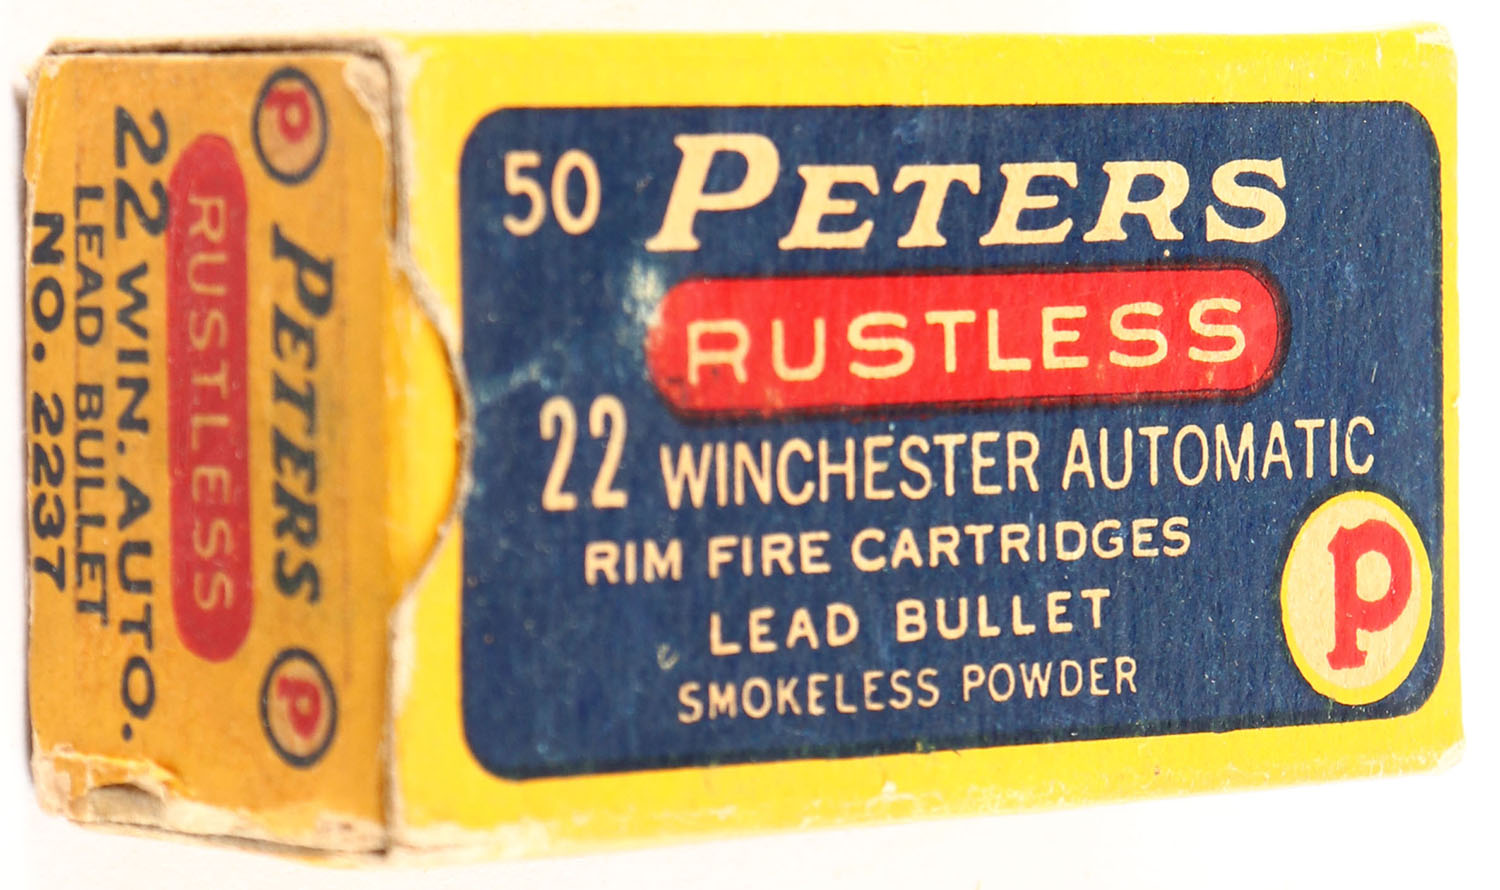 50 PETERS
RUSTLESS
22 WINCHESTER AUTOMATIC
RIM FIRE CARTRIDGES
LEAD BULLET
SMOKELESS POWDER
P
P PETERS P
RUSTLESS
22 WIN. AUTO.
LEAD BULLET
NO. 2237